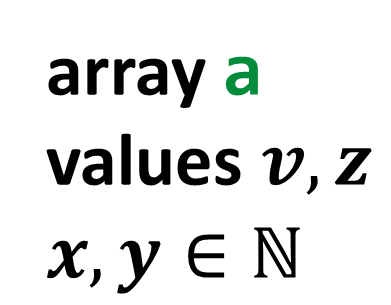 array a
values v, z
x, y ∈ ℕ